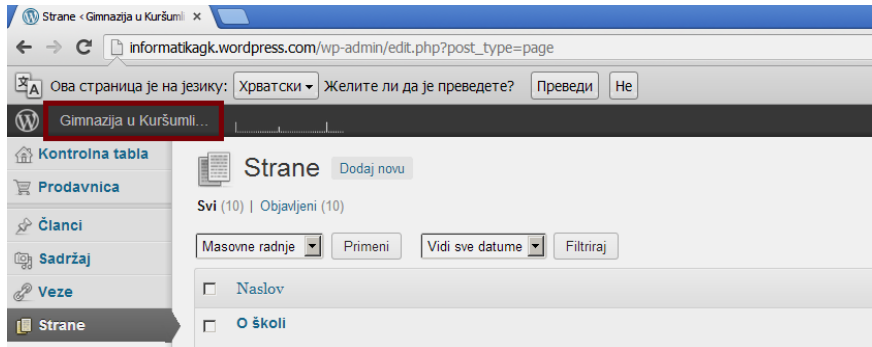 Strane ‹ Gimnazija u Kuršumli
informatikagk.wordpress.com/wp-admin/edit.php?post_type=page
Ова страница је на језику: Хрватски Желите ли да је преведете? Преведи Не
Gimnazija u Kuršumli...
Kontrolna tabla
Prodavnica
Članci
Sadržaj
Veze
Strane
Strane Dodaj novu
Svi (10) | Objavljeni (10)
Masovne radnje Primeni Vidi sve datume Filtriraj
Naslov
O školi